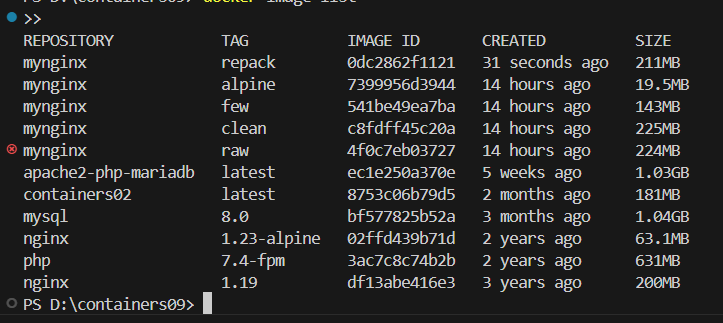 PS D:\containers09> docker image list
>>
REPOSITORY TAG IMAGE ID CREATED SIZE
mynginx repack 0dc2862f1121 31 seconds ago 211MB
mynginx alpine 7399956d3944 14 hours ago 19.5MB
mynginx few 541be49ea7ba 14 hours ago 143MB
mynginx clean c8fdff45c20a 14 hours ago 225MB
mynginx raw 4f0c7eb03727 14 hours ago 224MB
apache2-php-mariadb latest ec1e250a370e 5 weeks ago 1.03GB
containers02 latest 8753c06b79d5 2 months ago 181MB
mysql 8.0 bf577825b52a 3 months ago 1.04GB
nginx 1.23-alpine 02ffd439b71d 2 years ago 63.1MB
php 7.4-fpm 3ac7c8c74b2b 2 years ago 631MB
nginx 1.19 df13abe416e3 3 years ago 200MB
PS D:\containers09>